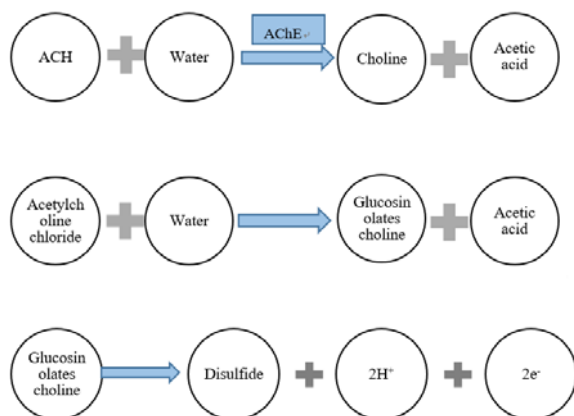 AChE
ACH
Water
Choline
Acetic
acid
Acetylch
oline
chloride
Water
Glucosin
olates
choline
Acetic
acid
Glucosin
olates
choline
Disulfide
2H⁺
2e⁻